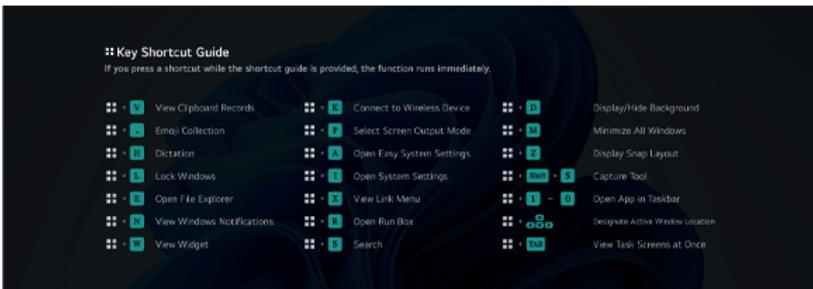 Key Shortcut Guide
If you press a shortcut while the shortcut guide is provided, the function runs immediately.
+ V View Clipboard Records
+ . Emoji Collection
+ H Dictation
+ L Lock Windows
+ E Open File Explorer
+ N View Windows Notifications
+ W View Widget
+ K Connect to Wireless Device
+ P Select Screen Output Mode
+ A Open Easy System Settings
+ I Open System Settings
+ X View Link Menu
+ R Open Run Box
+ S Search
+ D Display/Hide Background
+ M Minimize All Windows
+ Z Display Snap Layout
+ Shift + S Capture Tool
+ 1 ~ 0 Open App in Taskbar
+ Designate Active Window Location
+ TAB View Task Screens at Once